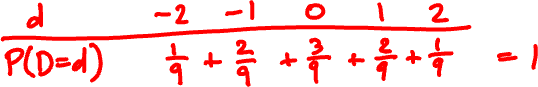 d -2 -1 0 1 2
P(D=d) 1/9 + 2/9 + 3/9 + 2/9 + 1/9 = 1